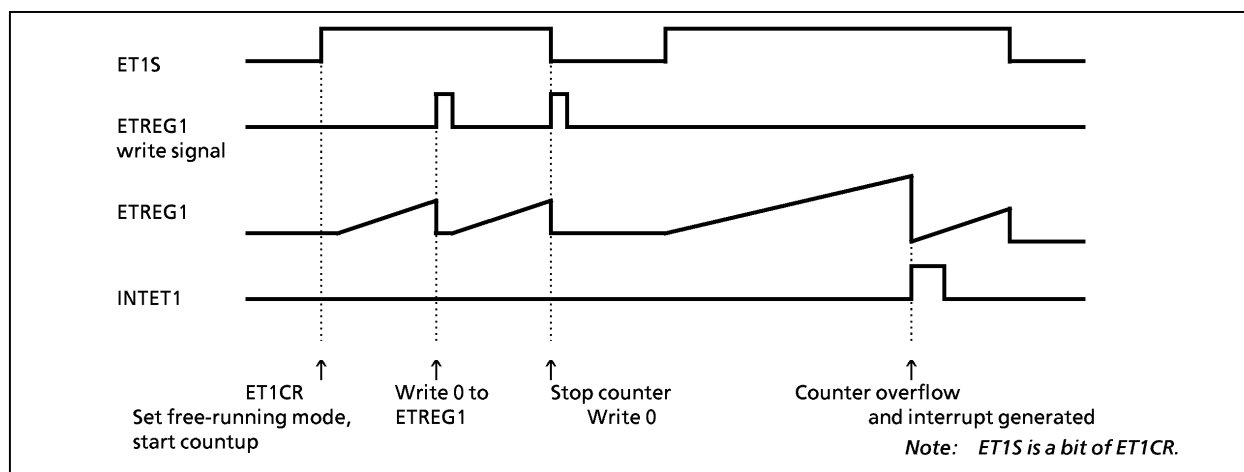 ET1S
ETREG1
write signal
ETREG1
INTET1
↑ ↑ ↑ ↑
ET1CR Write 0 to Stop counter Counter overflow
Set free-running mode, ETREG1 Write 0 and interrupt generated
start countup
Note: ET1S is a bit of ET1CR.